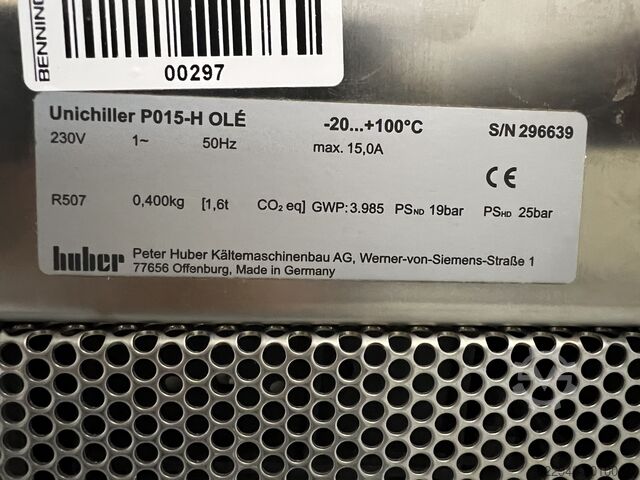 BENNING
00297
Unichiller P015-H OLÉ -20...+100°C S/N 296639
230V 1~ 50Hz max. 15,0A
CE
R507 0,400kg [1,6t CO₂ eq] GWP: 3.985 PSND 19bar PSHD 25bar
huber Peter Huber Kältemaschinenbau AG, Werner-von-Siemens-Straße 1
77656 Offenburg, Made in Germany